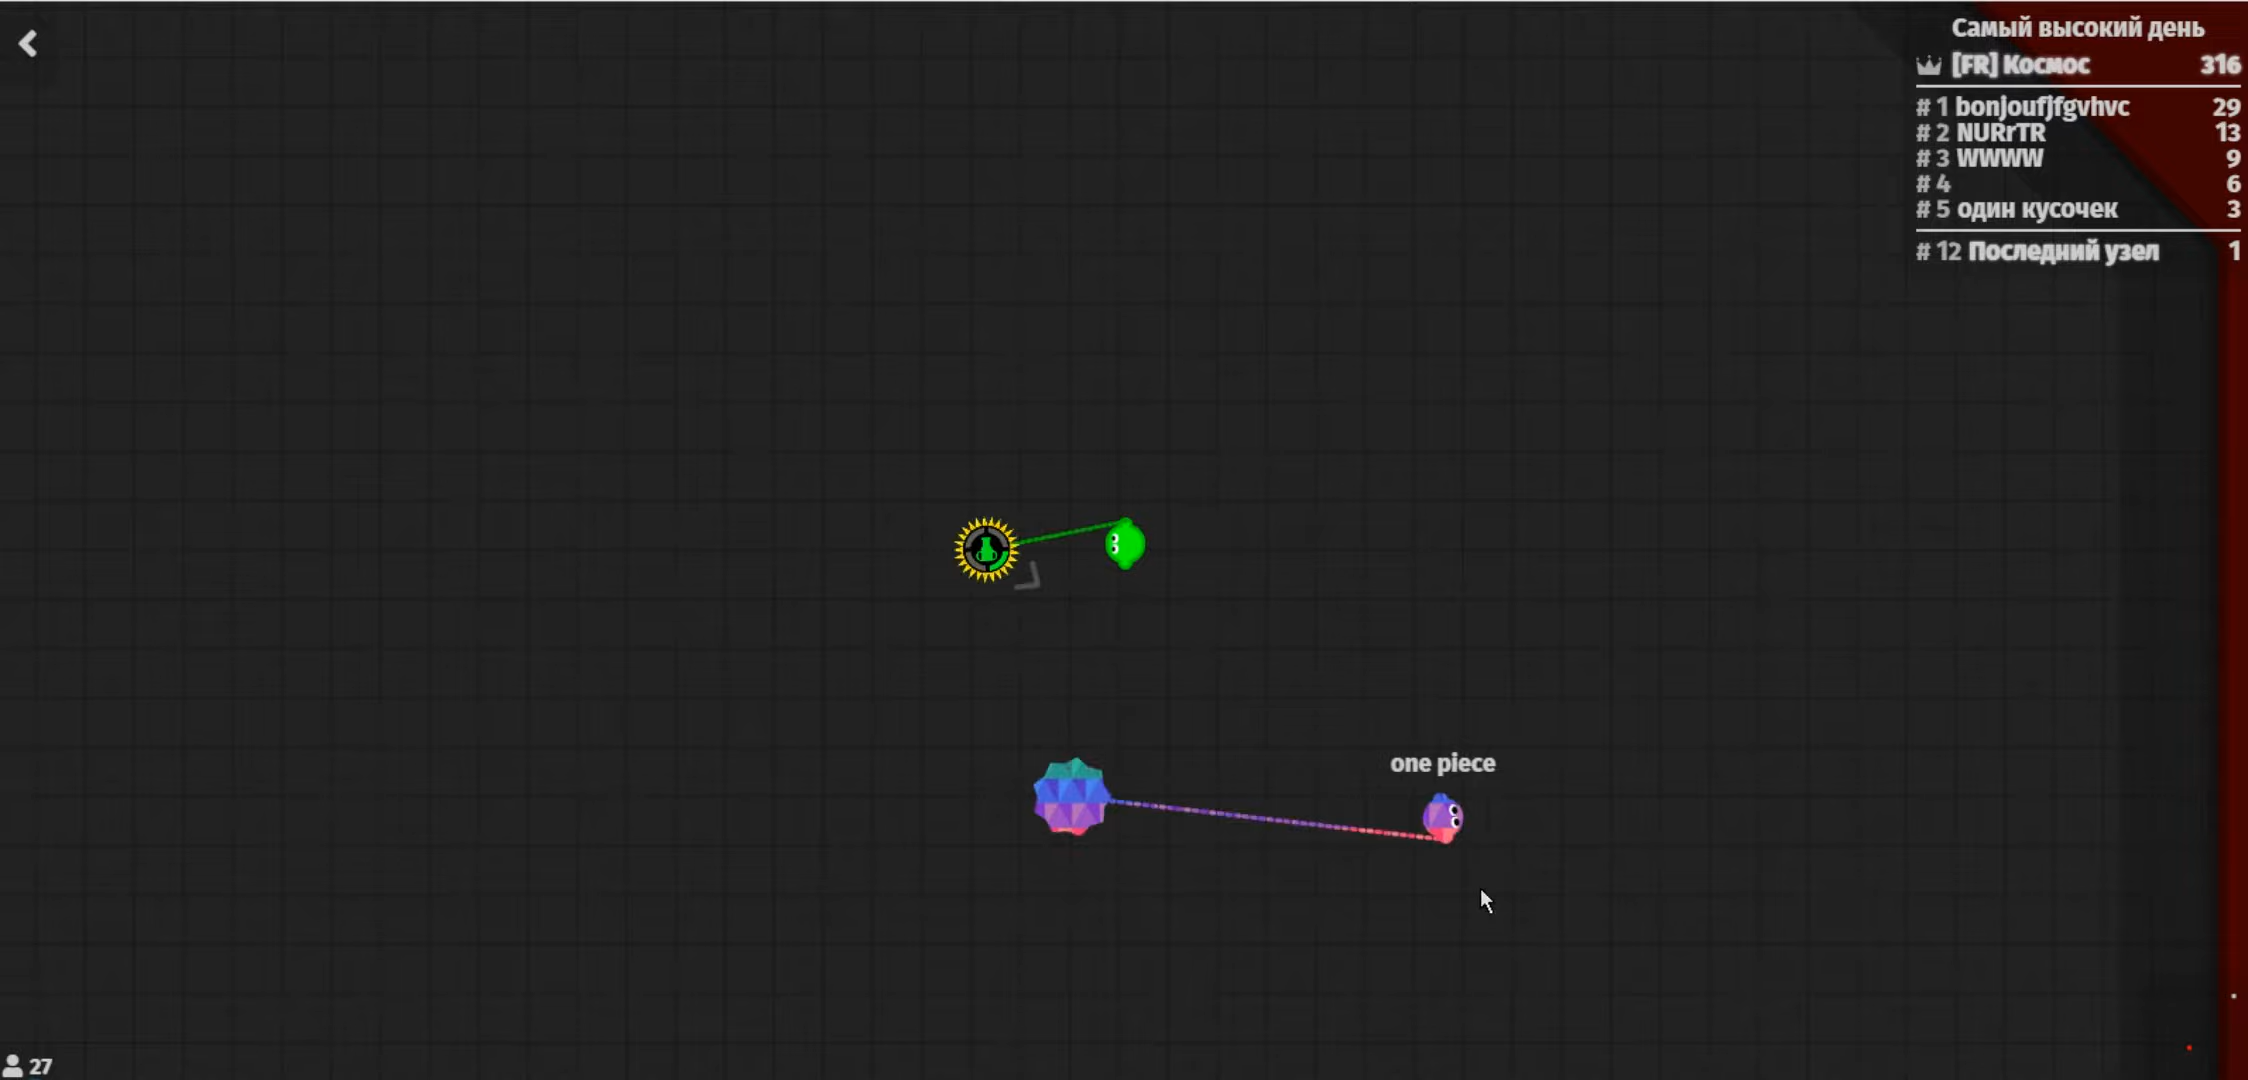 Самый высокий день
[FR] Космос 316
# 1 bonjoufjfgvhvc 29
# 2 NURrTR 13
# 3 WWWW 9
# 4 6
# 5 один кусочек 3
# 12 Последний узел 1
one piece
27